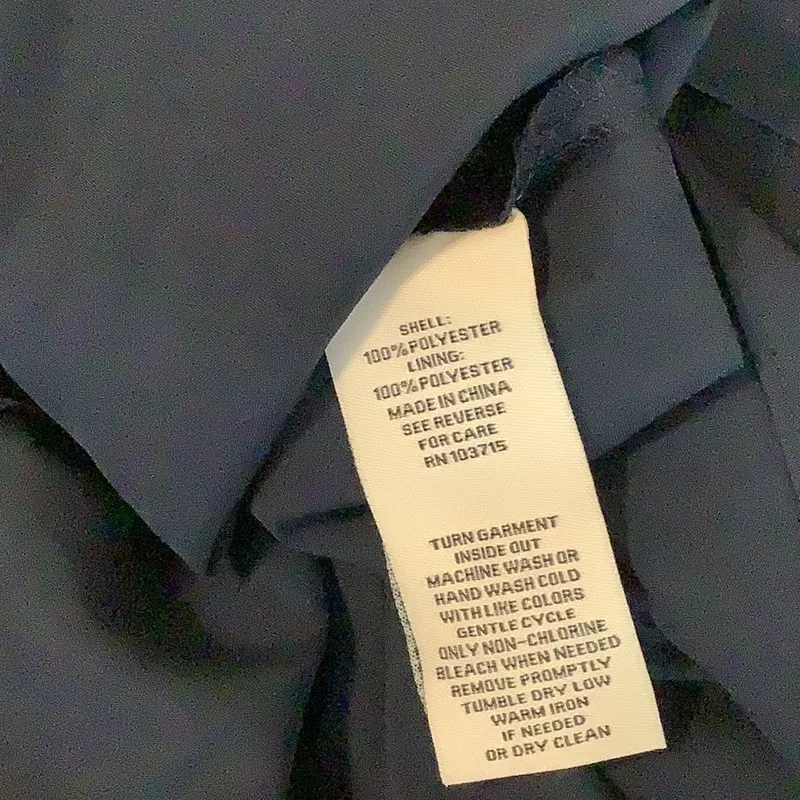 SHELL:
100% POLYESTER
LINING:
100% POLYESTER
MADE IN CHINA
SEE REVERSE
FOR CARE
RN 103715
TURN GARMENT
INSIDE OUT
MACHINE WASH OR
HAND WASH COLD
WITH LIKE COLORS
GENTLE CYCLE
ONLY NON-CHLORINE
BLEACH WHEN NEEDED
REMOVE PROMPTLY
TUMBLE DRY LOW
WARM IRON
IF NEEDED
OR DRY CLEAN